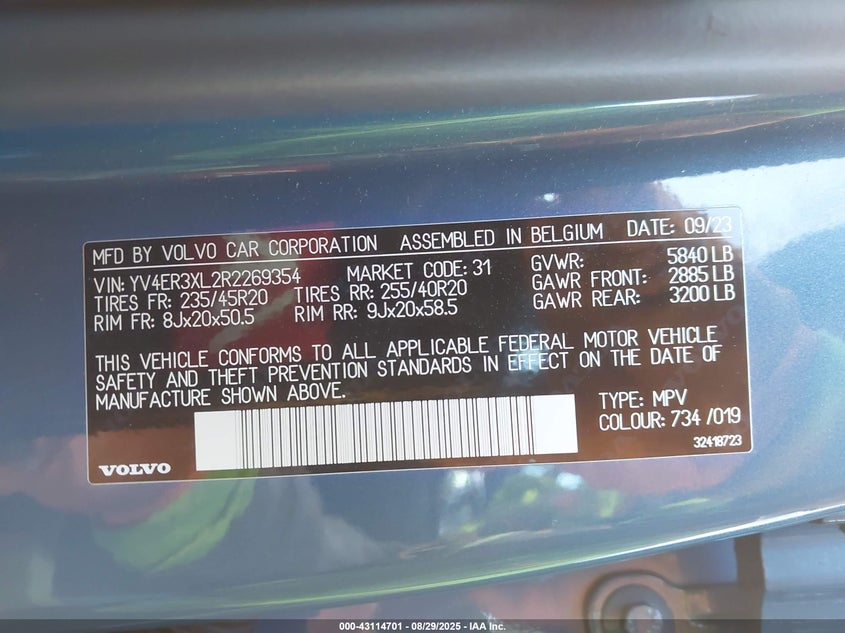 MFD BY VOLVO CAR CORPORATION ASSEMBLED IN BELGIUM DATE: 09/23
VIN: YV4ER3XL2R2269354 MARKET CODE: 31 GVWR: 5840 LB
TIRES FR: 235/45R20 TIRES RR: 255/40R20 GAWR FRONT: 2885 LB
RIM FR: 8Jx20x50.5 RIM RR: 9Jx20x58.5 GAWR REAR: 3200 LB
THIS VEHICLE CONFORMS TO ALL APPLICABLE FEDERAL MOTOR VEHICLE
SAFETY AND THEFT PREVENTION STANDARDS IN EFFECT ON THE DATE OF
MANUFACTURE SHOWN ABOVE.
TYPE: MPV
COLOUR: 734 /019
32418723
VOLVO
000-43114701 - 08/29/2025 - IAA Inc.